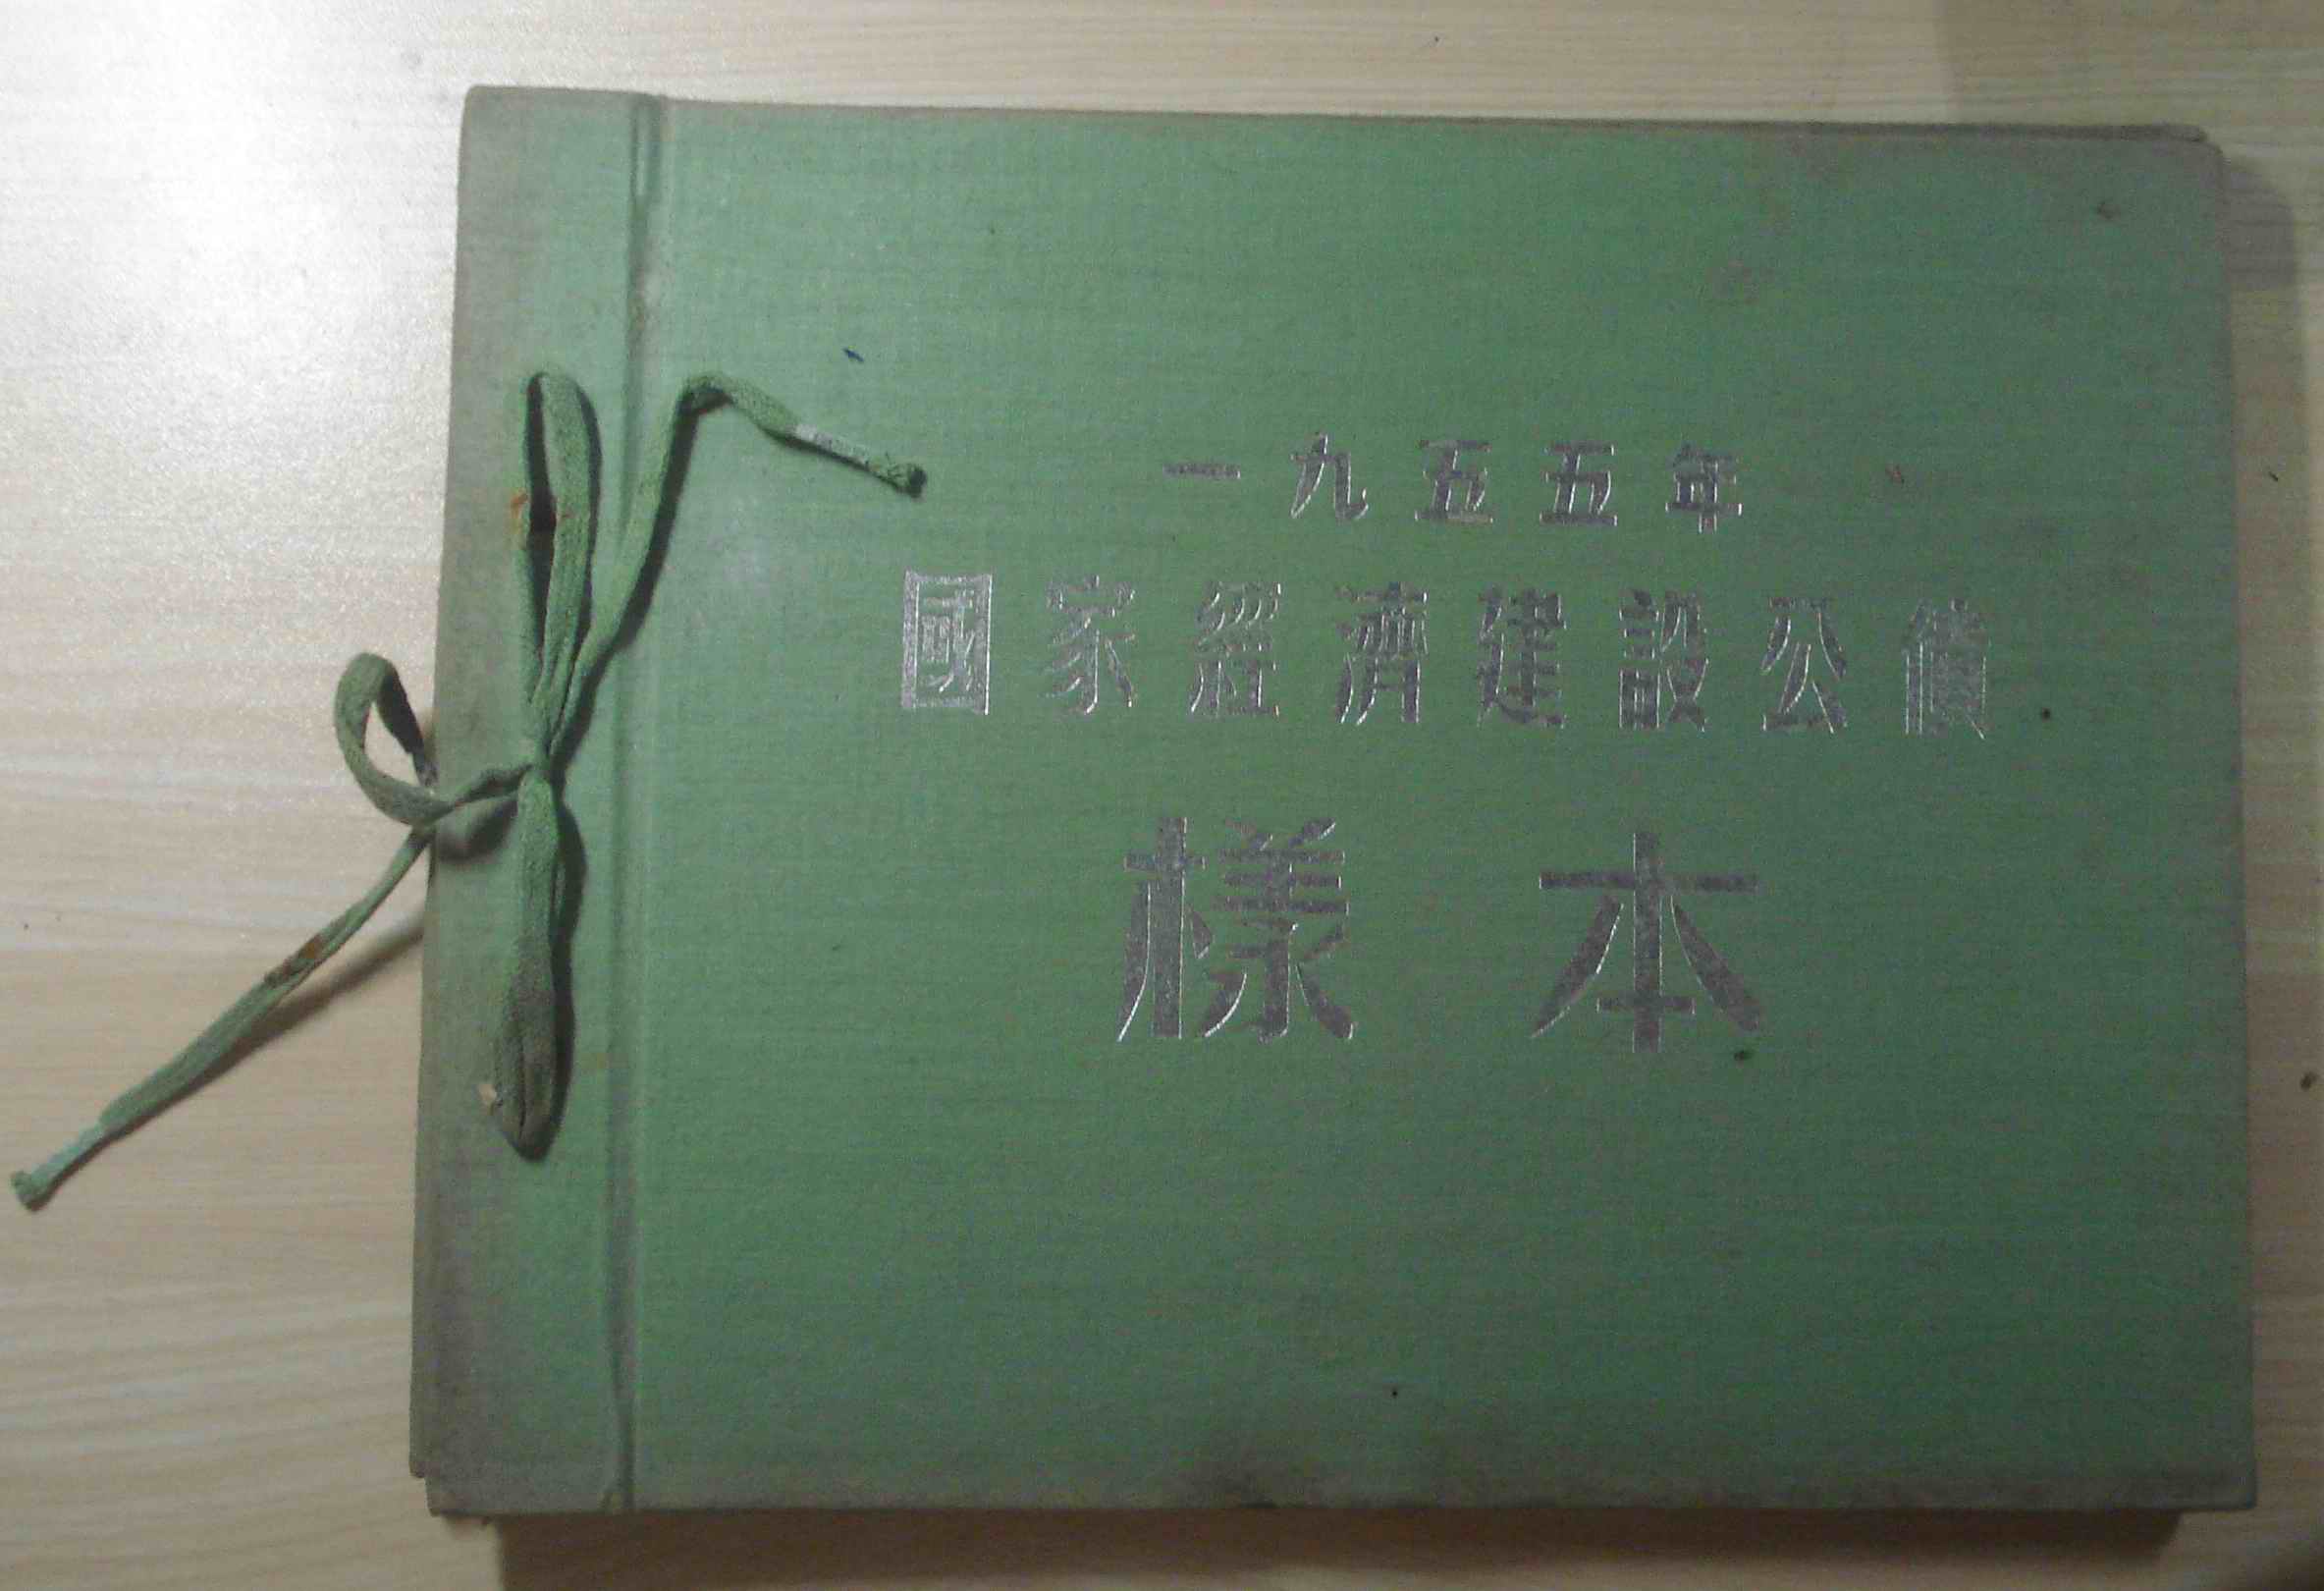 一九五五年
國家經濟建設公債
樣本